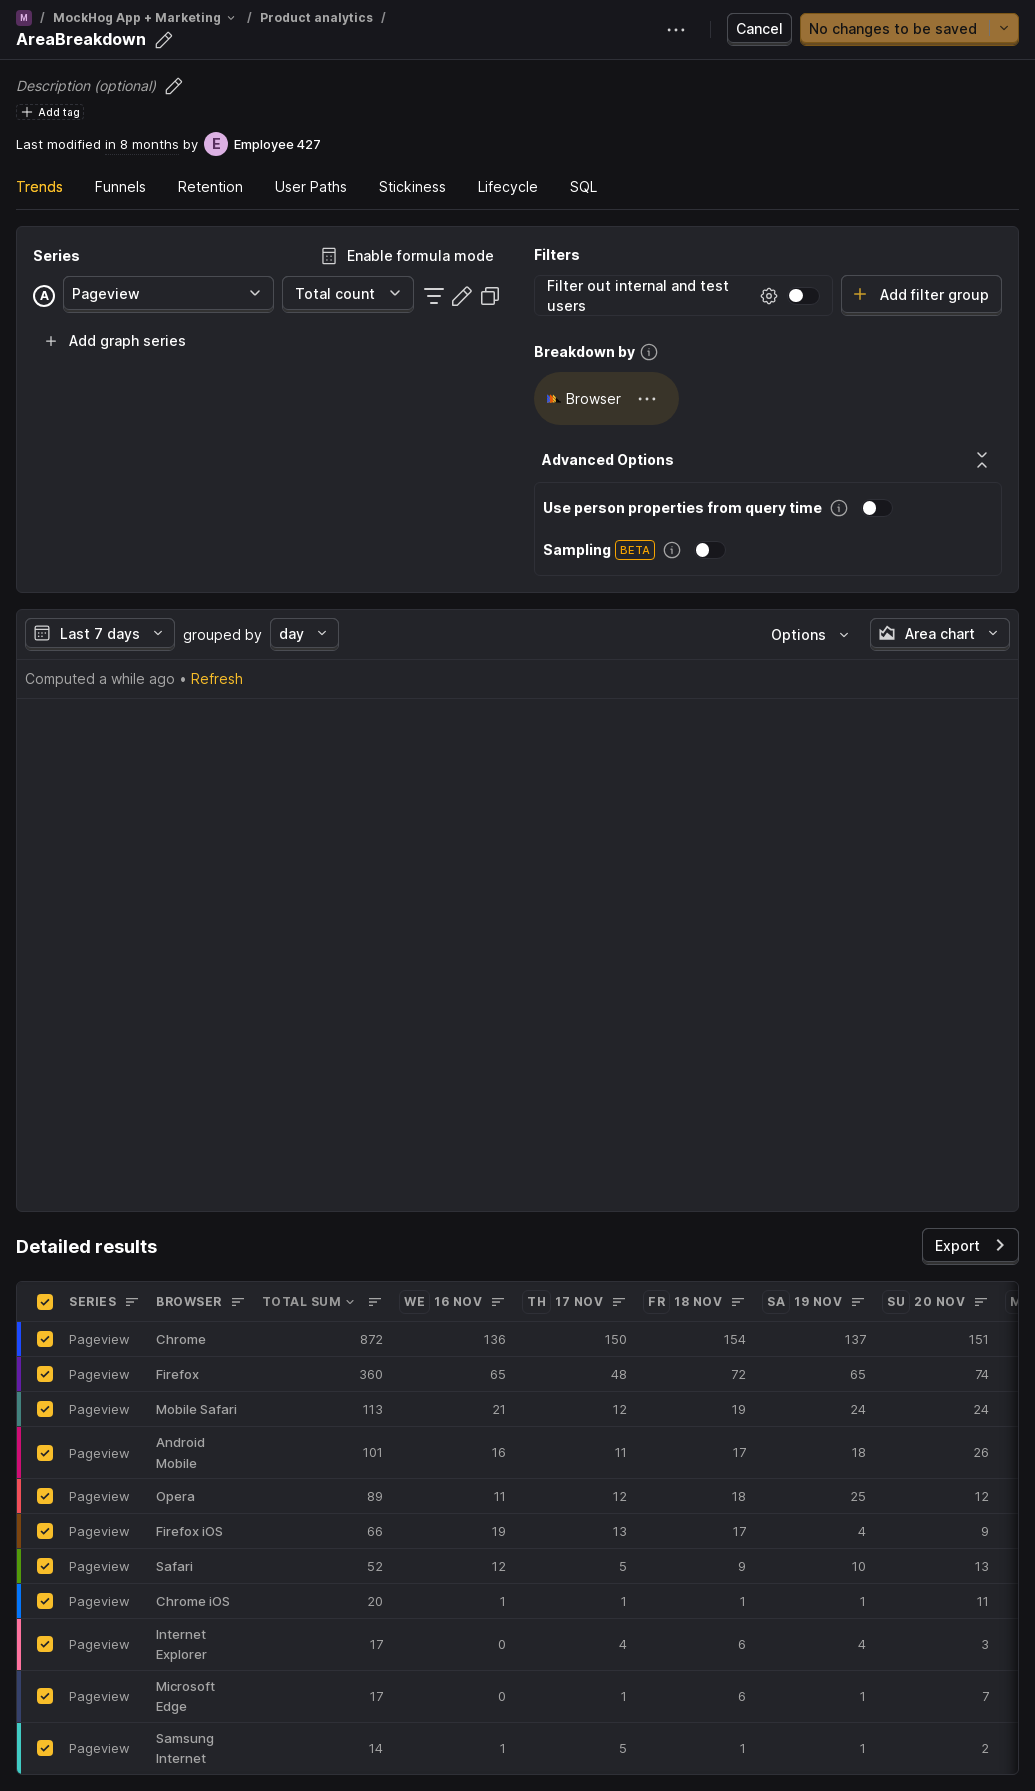 M / MockHog App + Marketing / Product analytics /
AreaBreakdown
Cancel
No changes to be saved
Description (optional)
Add tag
Last modified in 8 months by E Employee 427
Trends Funnels Retention User Paths Stickiness Lifecycle SQL
Series
Enable formula mode
A Pageview Total count
Add graph series
Filters
Filter out internal and test
users
Add filter group
Breakdown by
Browser
Advanced Options
Use person properties from query time
Sampling BETA
Last 7 days grouped by day Options Area chart
Computed a while ago • Refresh
Detailed results
Export
SERIES BROWSER TOTAL SUM WE 16 NOV TH 17 NOV FR 18 NOV SA 19 NOV SU 20 NOV
Pageview Chrome 872 136 150 154 137 151
Pageview Firefox 360 65 48 72 65 74
Pageview Mobile Safari 113 21 12 19 24 24
Pageview Android Mobile 101 16 11 17 18 26
Pageview Opera 89 11 12 18 25 12
Pageview Firefox iOS 66 19 13 17 4 9
Pageview Safari 52 12 5 9 10 13
Pageview Chrome iOS 20 1 1 1 1 11
Pageview Internet Explorer 17 0 4 6 4 3
Pageview Microsoft Edge 17 0 1 6 1 7
Pageview Samsung Internet 14 1 5 1 1 2